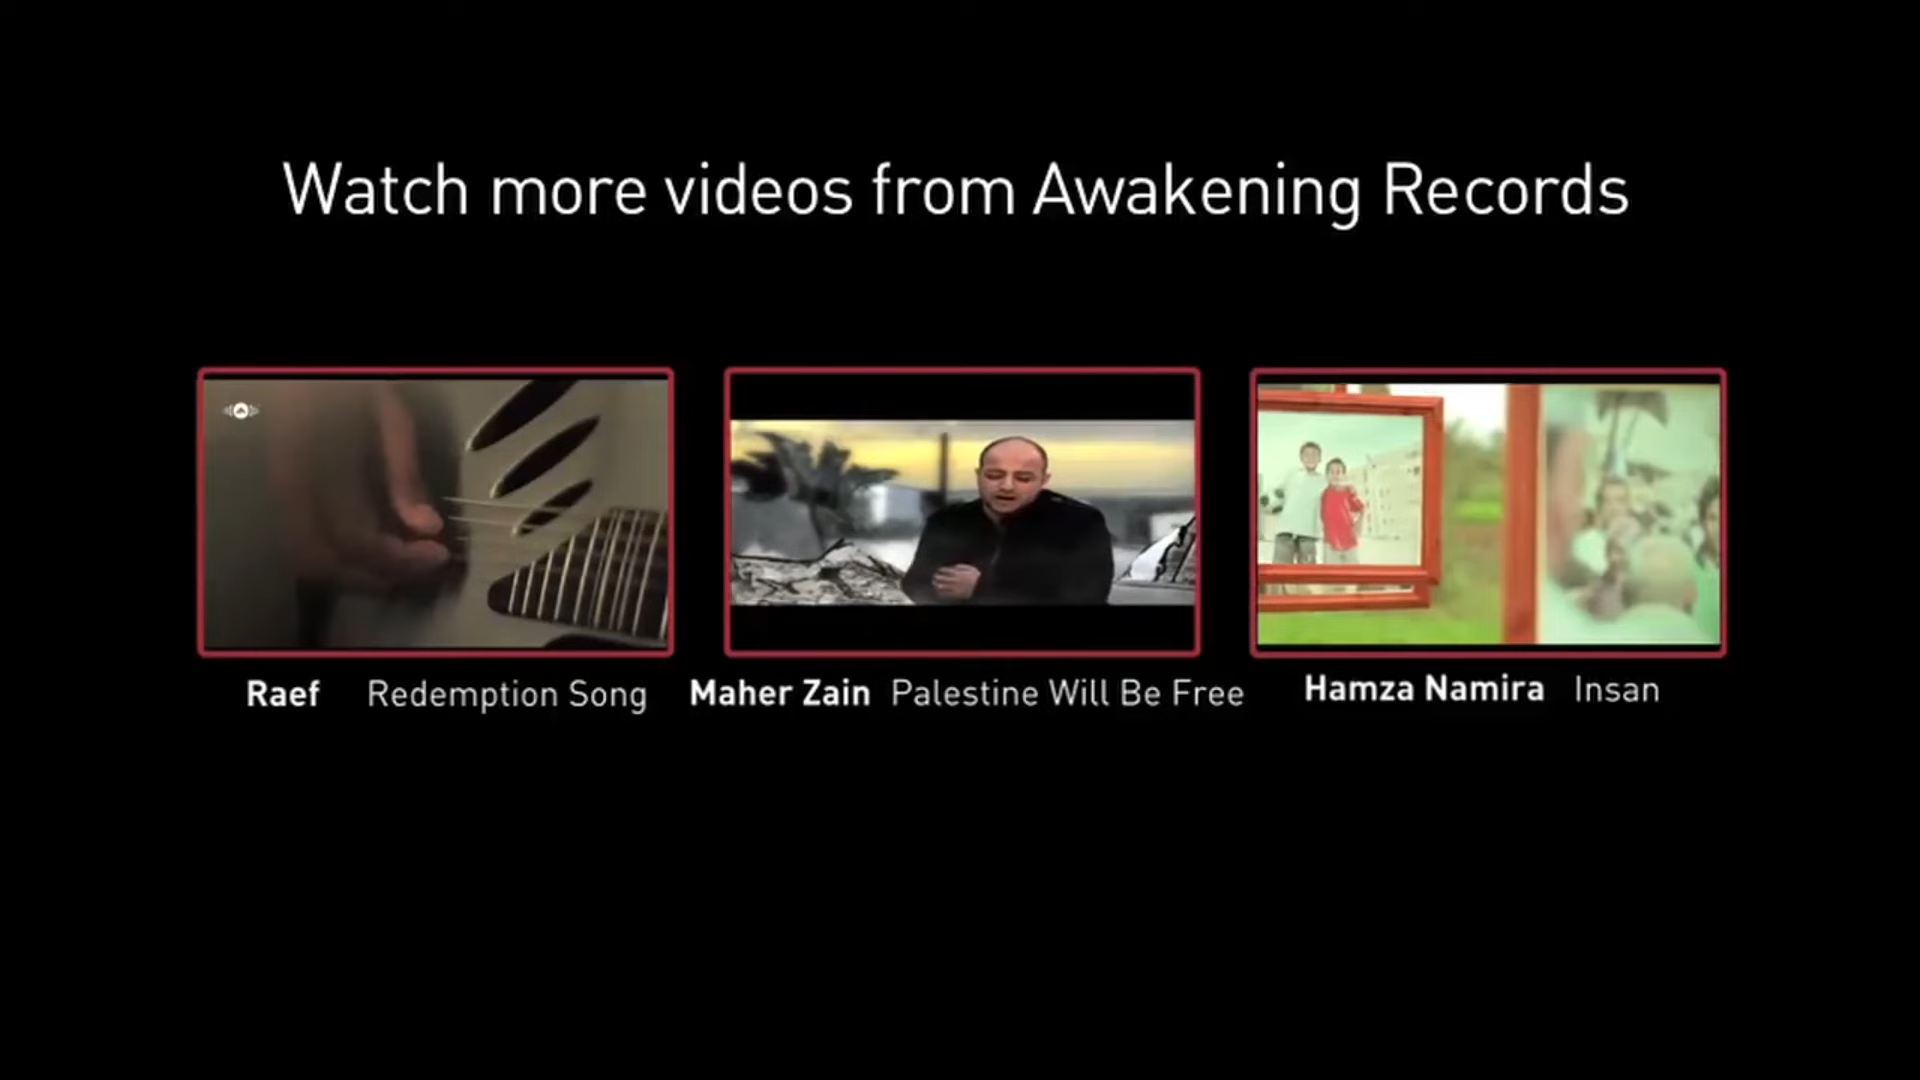 Watch more videos from Awakening Records
Raef Redemption Song
Maher Zain Palestine Will Be Free
Hamza Namira Insan